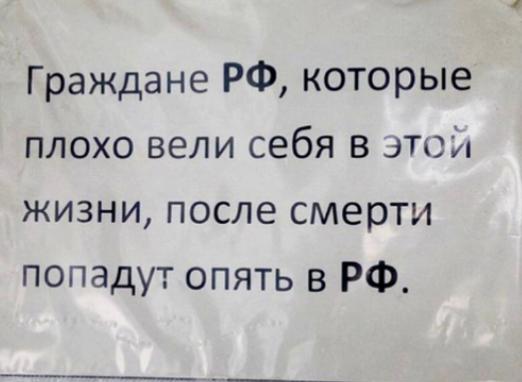 Граждане РФ, которые
плохо вели себя в этой
жизни, после смерти
попадут опять в РФ.